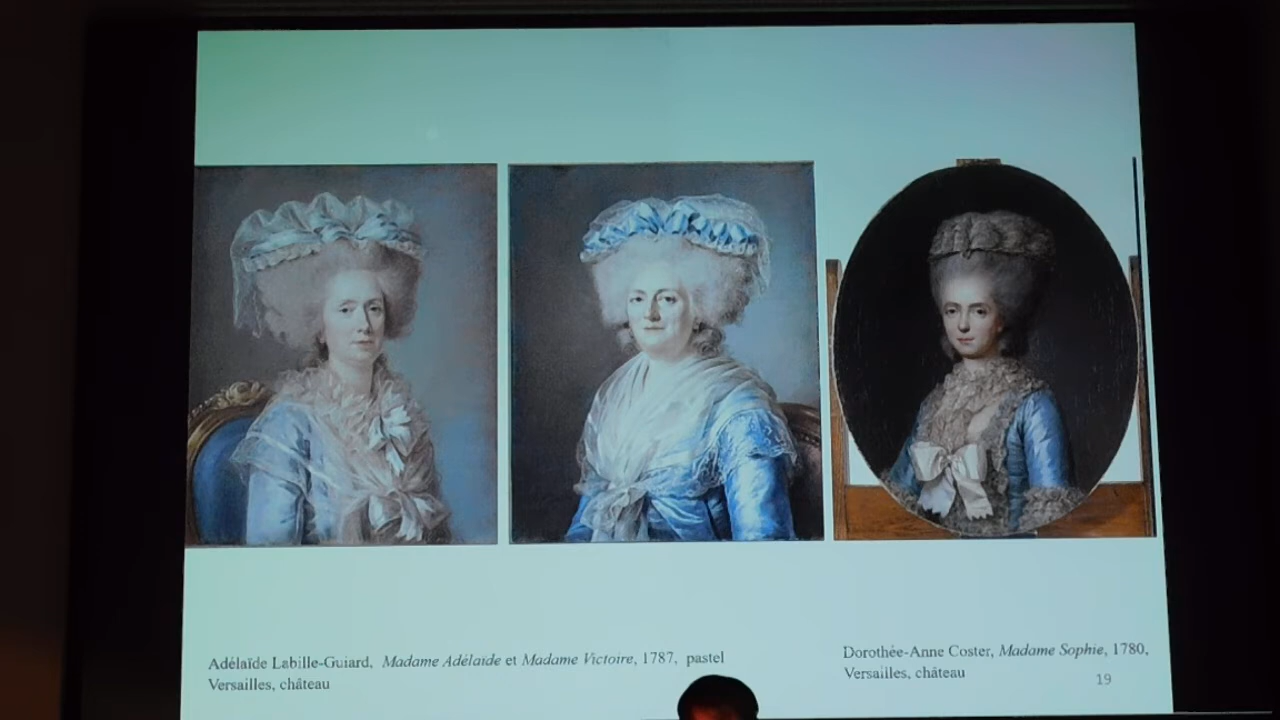 Adélaïde Labille-Guiard, Madame Adélaïde et Madame Victoire, 1787, pastel
Versailles, château
Dorothée-Anne Coster, Madame Sophie, 1780,
Versailles, château
19